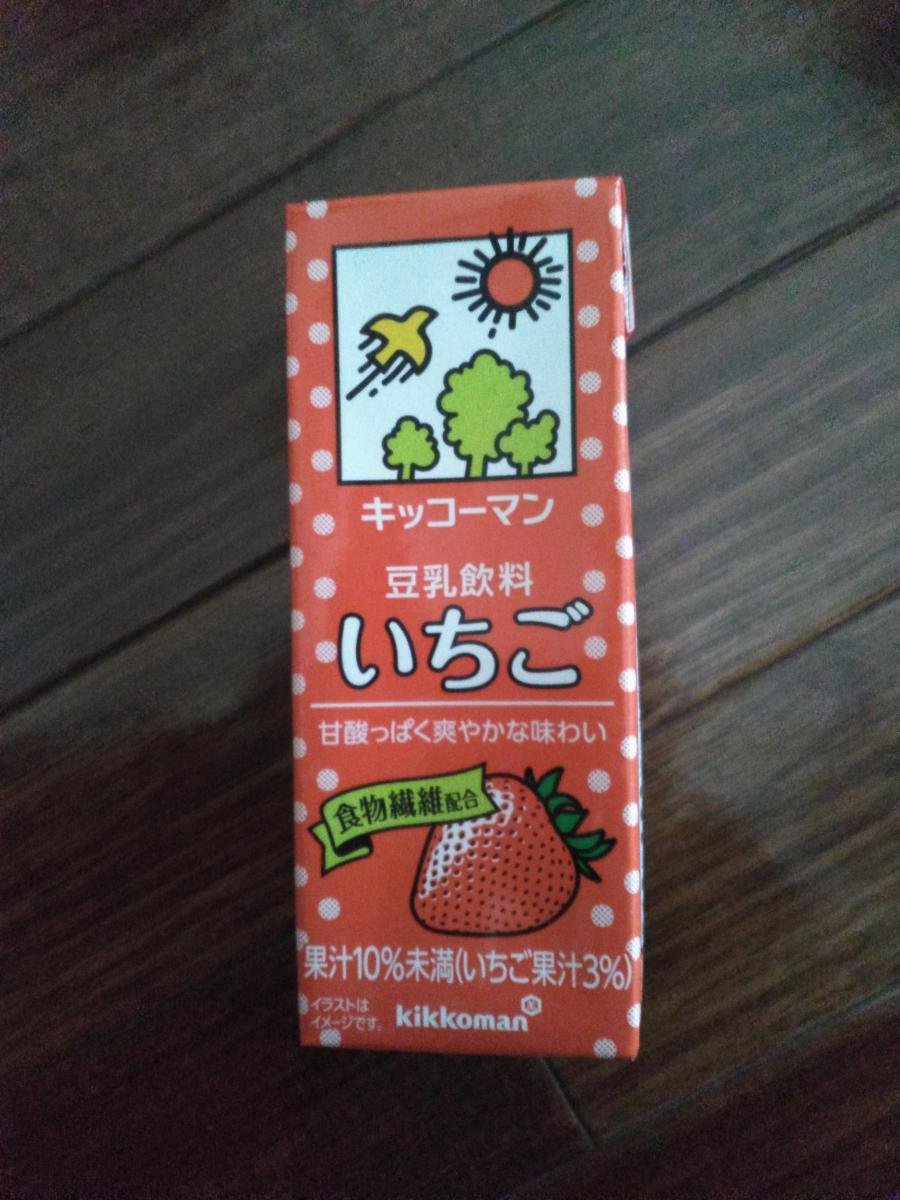 キッコーマン
豆乳飲料
いちご
甘酸っぱく爽やかな味わい
食物繊維配合
果汁10%未満(いちご果汁3%)
イラストは
イメージです。
kikkoman